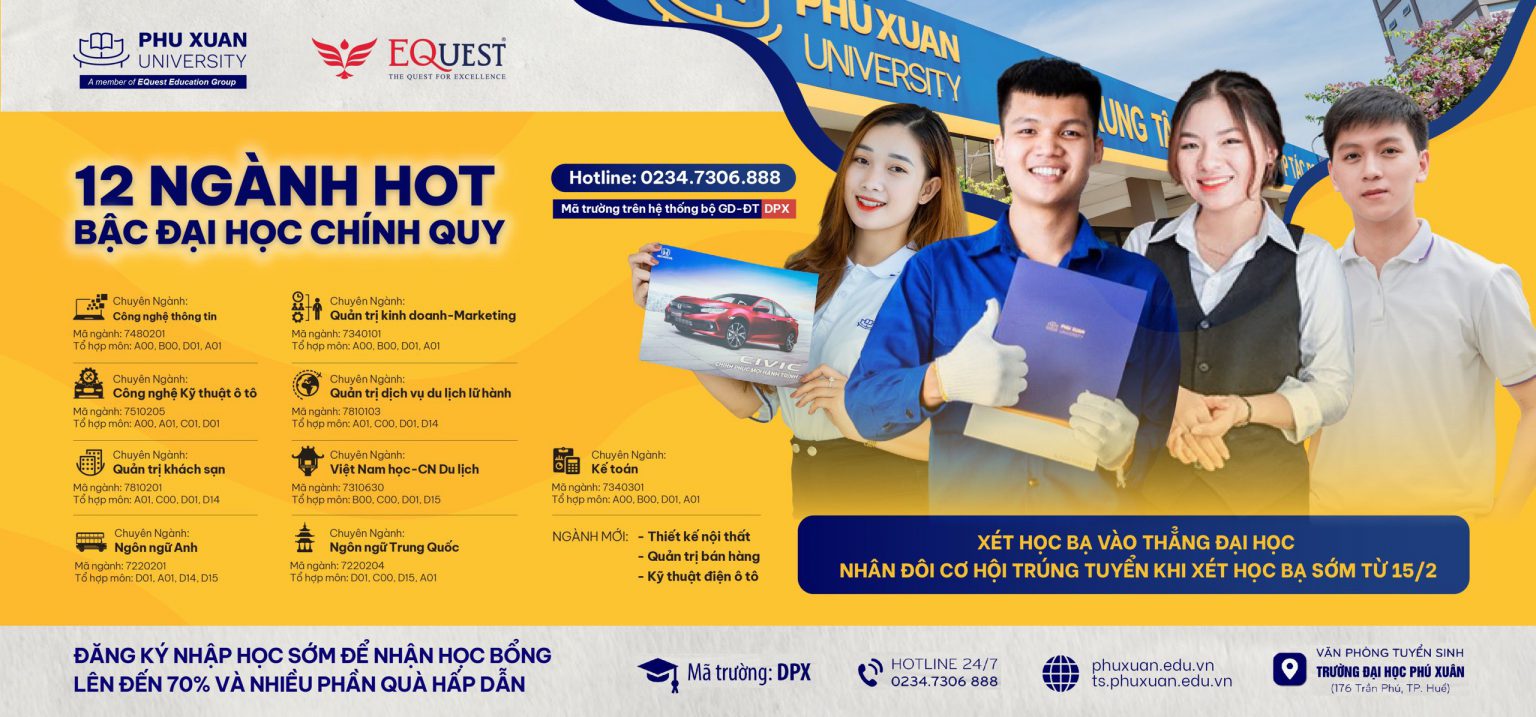 PHU XUAN
UNIVERSITY
A member of EQuest Education Group
EQUEST®
THE QUEST FOR EXCELLENCE
PHU XUAN
UNIVERSITY
12 NGÀNH HOT
BẬC ĐẠI HỌC CHÍNH QUY
Hotline: 0234.7306.888
Mã trường trên hệ thống bộ GD-ĐT DPX
Chuyên Ngành:
Công nghệ thông tin
Mã ngành: 7480201
Tổ hợp môn: A00, B00, D01, A01
Chuyên Ngành:
Quản trị kinh doanh-Marketing
Mã ngành: 7340101
Tổ hợp môn: A00, B00, D01, A01
Chuyên Ngành:
Công nghệ Kỹ thuật ô tô
Mã ngành: 7510205
Tổ hợp môn: A00, A01, C01, D01
Chuyên Ngành:
Quản trị dịch vụ du lịch lữ hành
Mã ngành: 7810103
Tổ hợp môn: A01, C00, D01, D14
Chuyên Ngành:
Quản trị khách sạn
Mã ngành: 7810201
Tổ hợp môn: A01, C00, D01, D14
Chuyên Ngành:
Việt Nam học-CN Du lịch
Mã ngành: 7310630
Tổ hợp môn: B00, C00, D01, D15
Chuyên Ngành:
Kế toán
Mã ngành: 7340301
Tổ hợp môn: A00, B00, D01, A01
Chuyên Ngành:
Ngôn ngữ Anh
Mã ngành: 7220201
Tổ hợp môn: D01, A01, D14, D15
Chuyên Ngành:
Ngôn ngữ Trung Quốc
Mã ngành: 7220204
Tổ hợp môn: D01, C00, D15, A01
NGÀNH MỚI: - Thiết kế nội thất
- Quản trị bán hàng
- Kỹ thuật điện ô tô
HONDA
CIVIC
CHINH PHỤC MỌI HÀNH TRÌNH
PHU XUAN
UNIVERSITY
XÉT HỌC BẠ VÀO THẲNG ĐẠI HỌC
NHÂN ĐÔI CƠ HỘI TRÚNG TUYỂN KHI XÉT HỌC BẠ SỚM TỪ 15/2
ĐĂNG KÝ NHẬP HỌC SỚM ĐỂ NHẬN HỌC BỔNG
LÊN ĐẾN 70% VÀ NHIỀU PHẦN QUÀ HẤP DẪN
Mã trường: DPX
HOTLINE 24/7
0234.7306 888
phuxuan.edu.vn
ts.phuxuan.edu.vn
VĂN PHÒNG TUYỂN SINH
TRƯỜNG ĐẠI HỌC PHÚ XUÂN
(176 Trần Phú, TP. Huế)